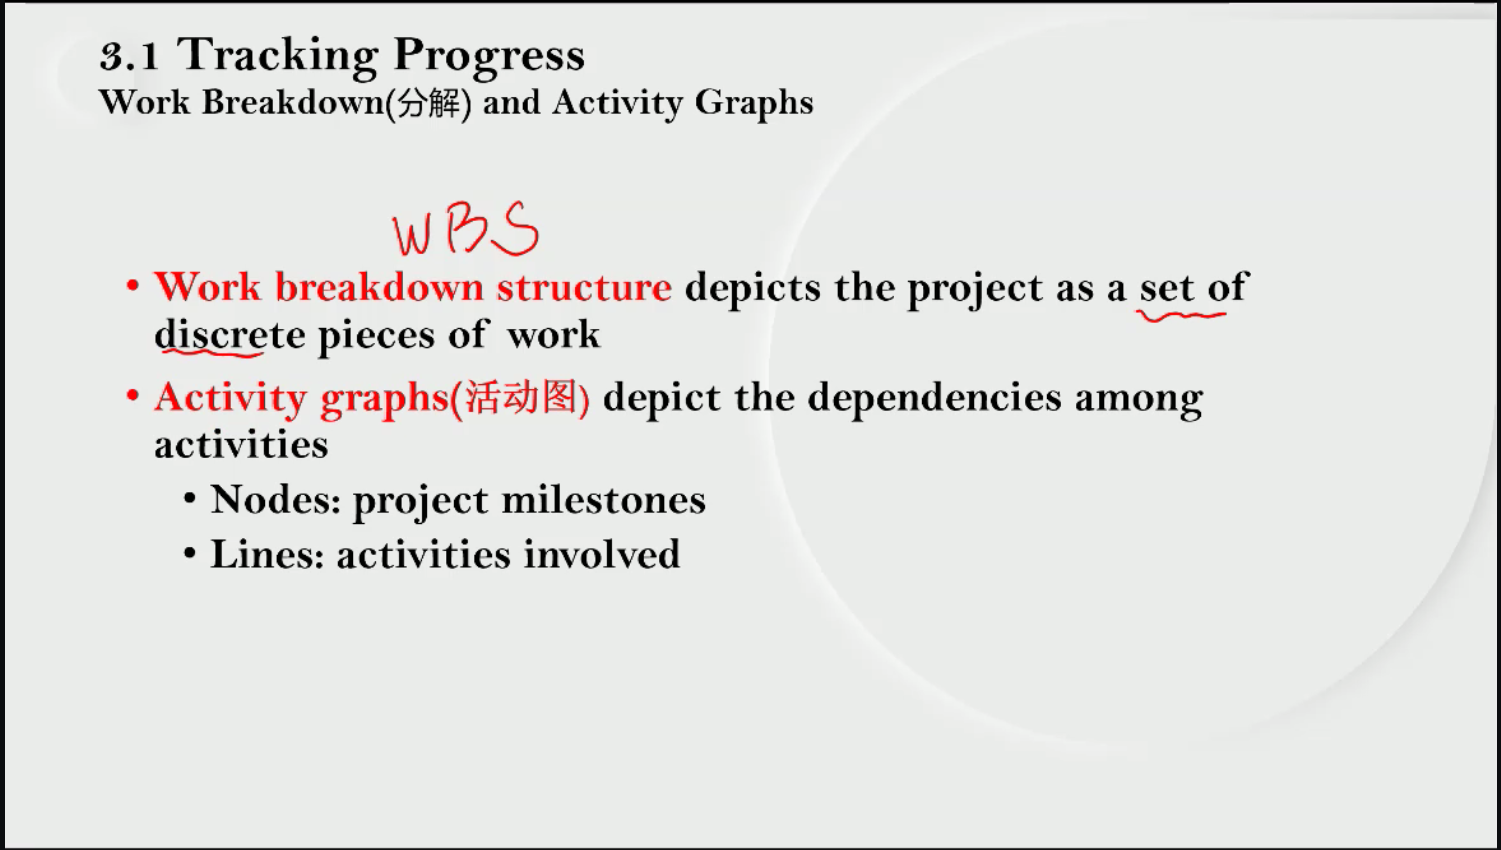 3.1 Tracking Progress
Work Breakdown(分解) and Activity Graphs
WBS
• Work breakdown structure depicts the project as a set of
discrete pieces of work
• Activity graphs(活动图) depict the dependencies among
activities
• Nodes: project milestones
• Lines: activities involved